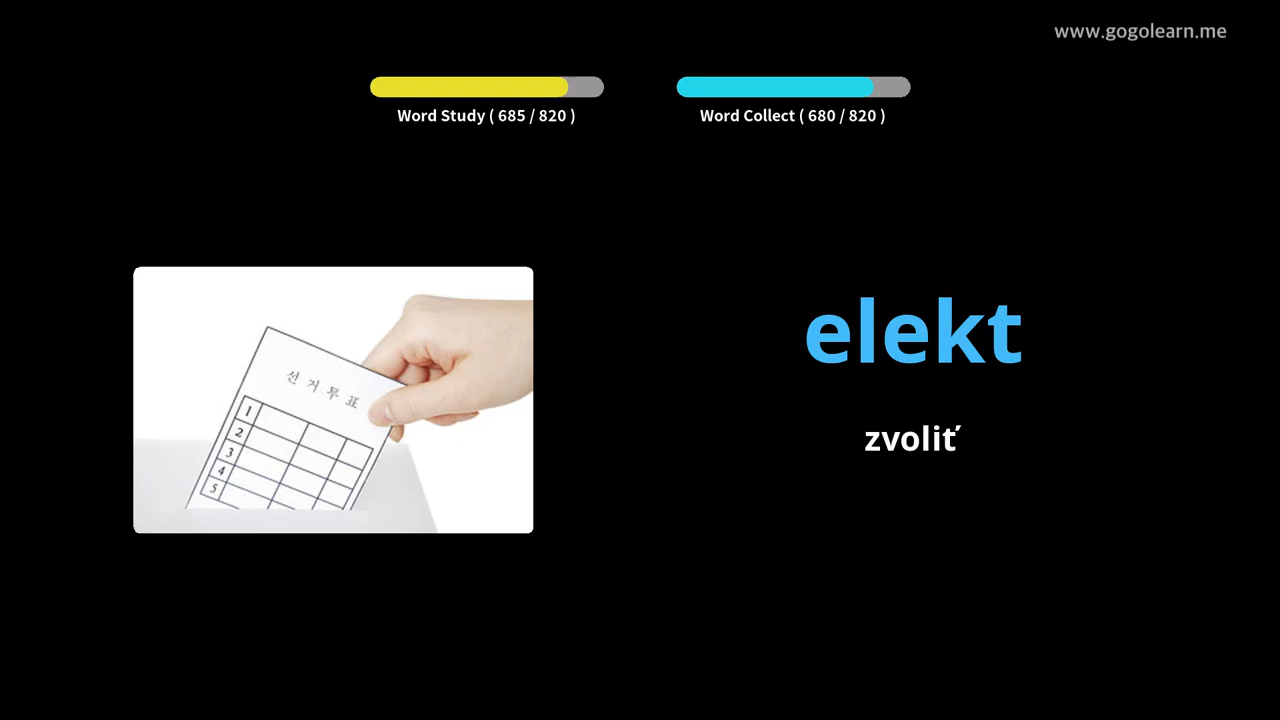 www.gogolearn.me
Word Study ( 685 / 820 )
Word Collect ( 680 / 820 )
선거투표
1
2
3
4
5
elekt
zvoliť